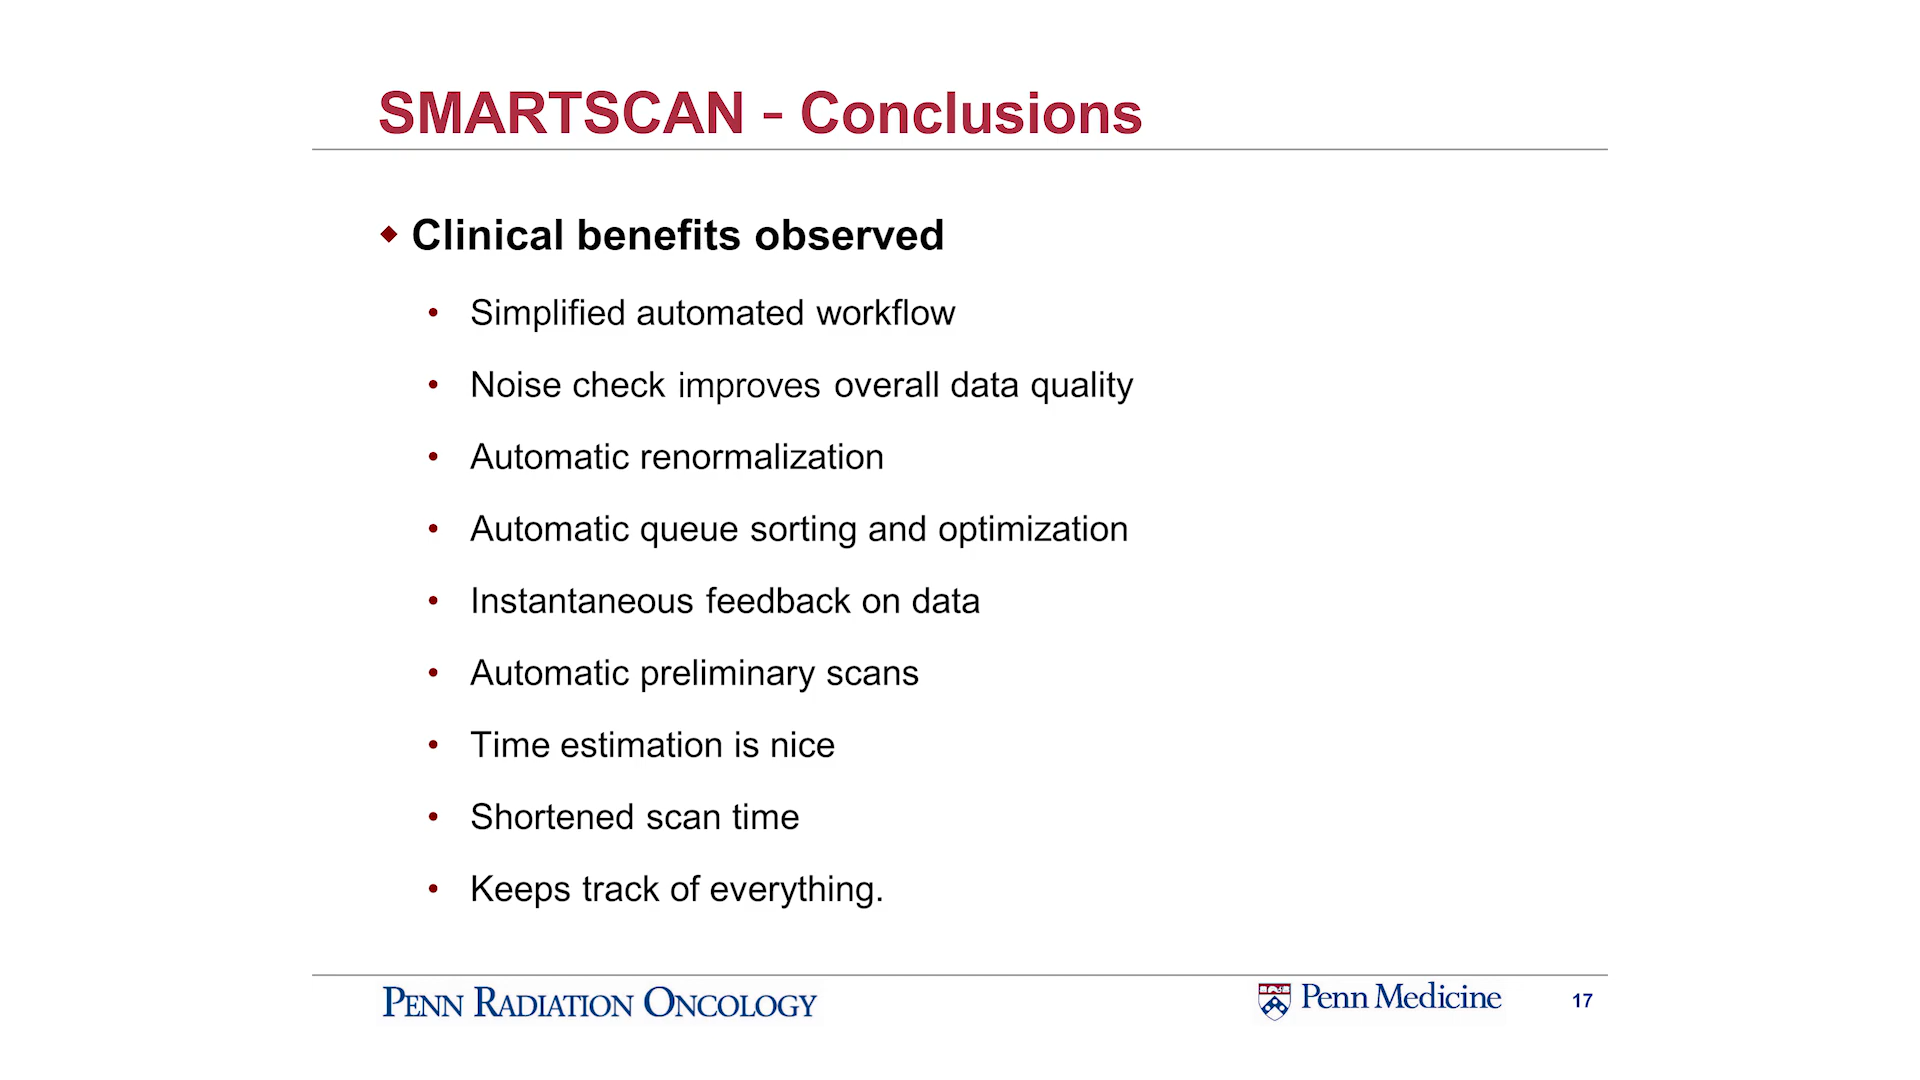 SMARTSCAN - Conclusions
Clinical benefits observed
• Simplified automated workflow
• Noise check improves overall data quality
• Automatic renormalization
• Automatic queue sorting and optimization
• Instantaneous feedback on data
• Automatic preliminary scans
• Time estimation is nice
• Shortened scan time
• Keeps track of everything.
PENN RADIATION ONCOLOGY
Penn Medicine
17